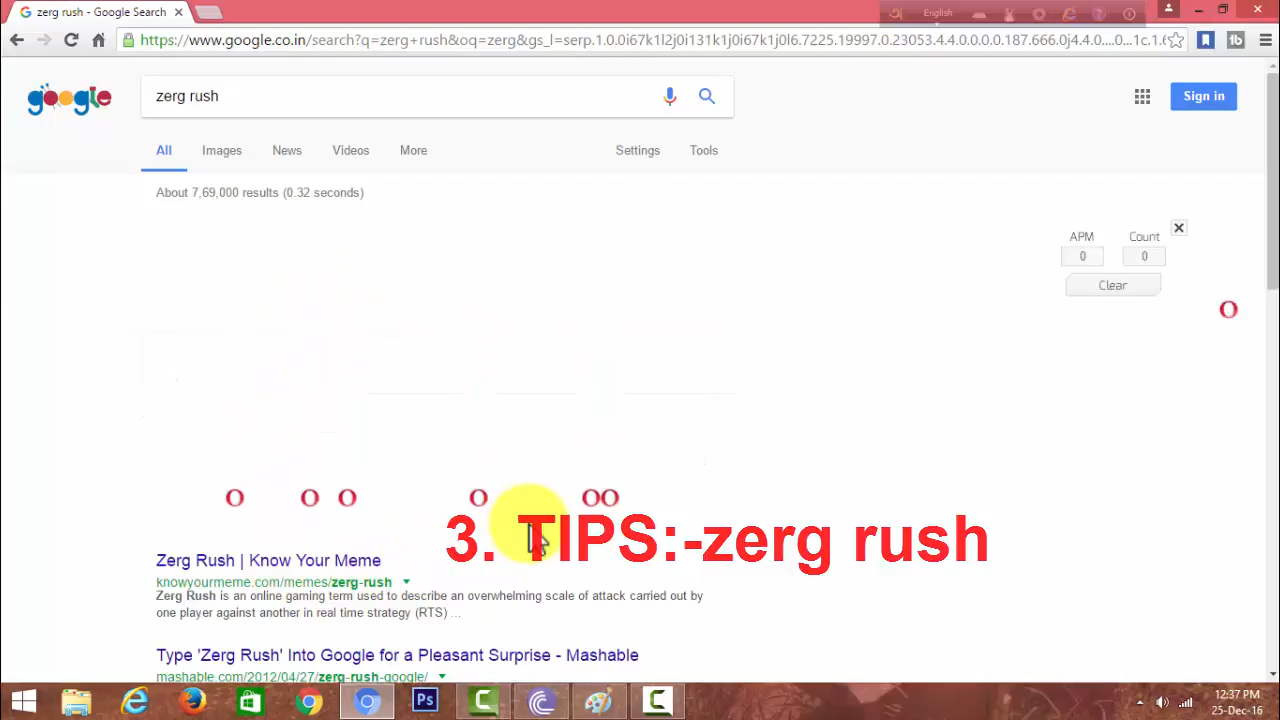 zerg rush - Google Search
English
https://www.google.co.in/search?q=zerg+rush&oq=zerg&gs_l=serp.1.0.0i67k1l2j0i131k1j0i67k1j0l6.7225.19997.0.23053.4.4.0.0.0.0.187.666.0j4.4.0....0...1c.1.6
google
zerg rush
Sign in
All Images News Videos More Settings Tools
About 7,69,000 results (0.32 seconds)
APM Count
0 0
Clear
O
O O O O O O
3. TIPS:-zerg rush
Zerg Rush | Know Your Meme
knowyourmeme.com/memes/zerg-rush
Zerg Rush is an online gaming term used to describe an overwhelming scale of attack carried out by
one player against another in real time strategy (RTS) ...
Type 'Zerg Rush' Into Google for a Pleasant Surprise - Mashable
mashable.com/2012/04/27/zerg-rush-google/
Ps
12:37 PM
25-Dec-16